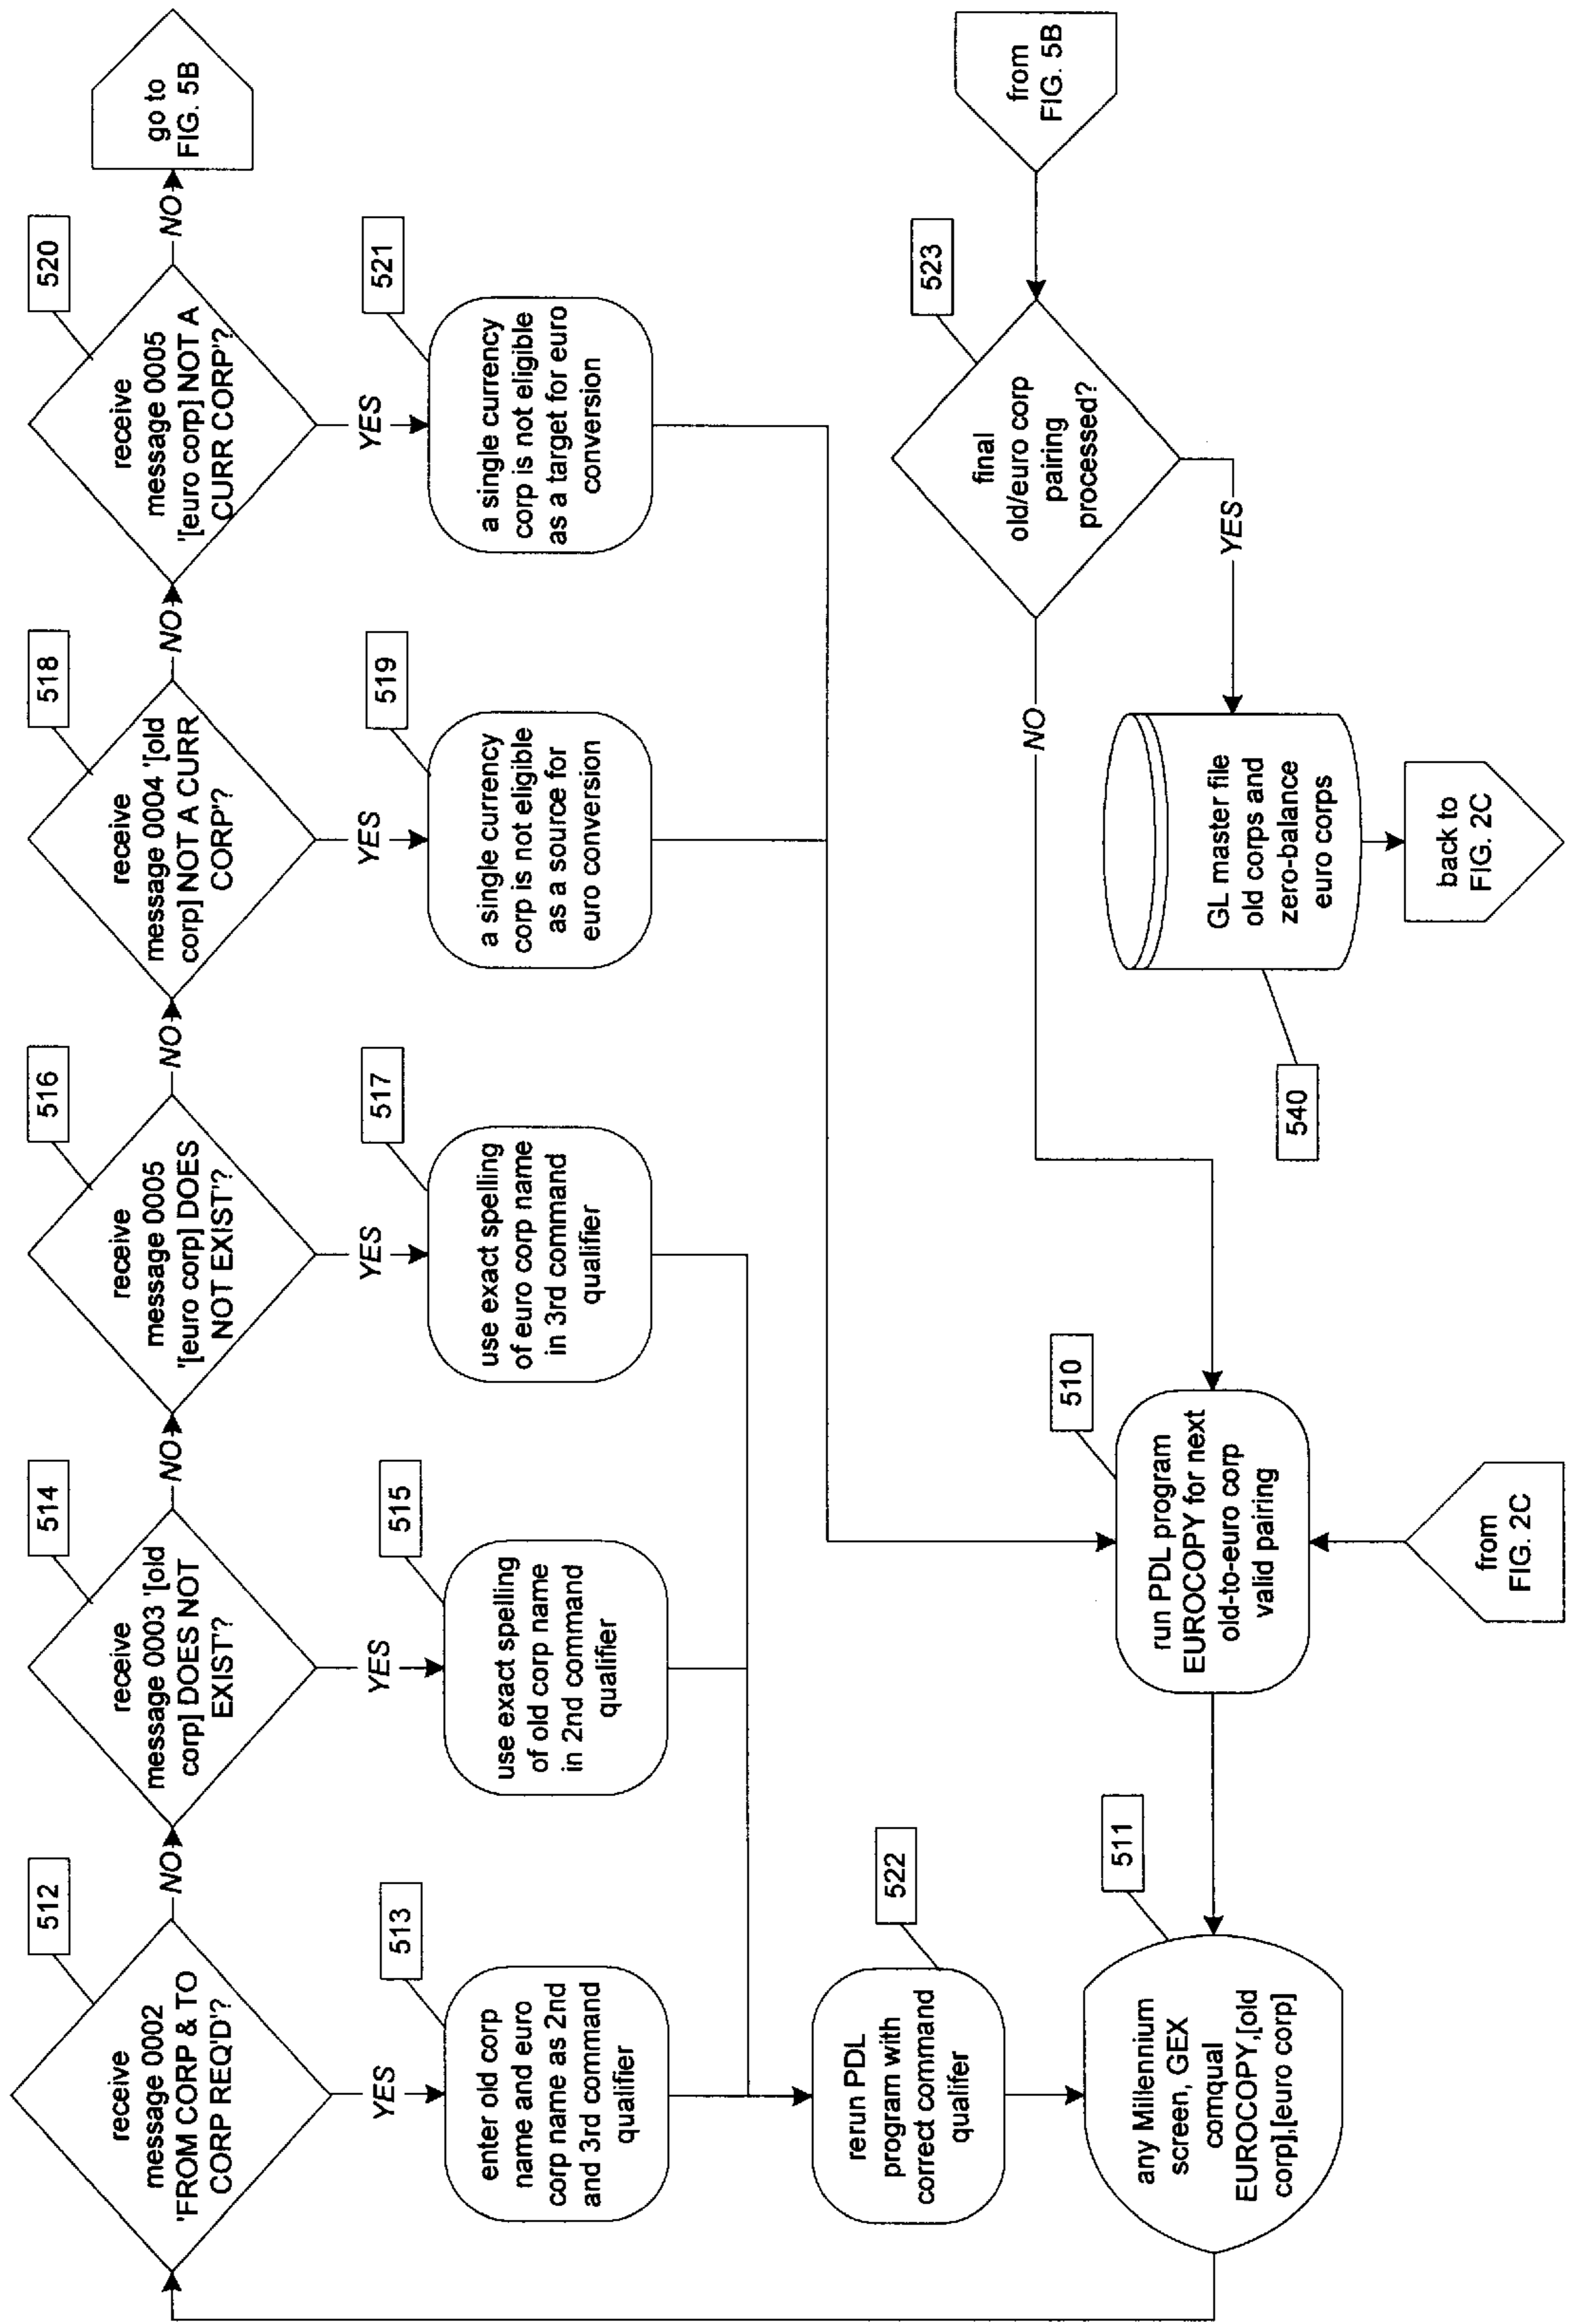 512
receive
message 0002
'FROM CORP & TO
CORP REQ'D?
NO
514
receive
message 0003 '[old
corp] DOES NOT
EXIST'?
NO
516
receive
message 0005
'[euro corp] DOES
NOT EXIST'?
NO
518
receive
message 0004 '[old
corp] NOT A CURR
CORP'?
NO
520
receive
message 0005
'[euro corp] NOT A
CURR CORP'?
NO
go to
FIG. 5B
YES
513
enter old corp
name and euro
corp name as 2nd
and 3rd command
qualifier
YES
515
use exact spelling
of old corp name
in 2nd command
qualifier
YES
517
use exact spelling
of euro corp name
in 3rd command
qualifier
YES
519
a single currency
corp is not eligible
as a source for
euro conversion
YES
521
a single currency
corp is not eligible
as a target for euro
conversion
522
rerun PDL
program with
correct command
qualifer
511
any Millennium
screen, GEX
comqual
EUROCOPY,[old
corp],[euro corp]
510
run PDL program
EUROCOPY for next
old-to-euro corp
valid pairing
from
FIG. 2C
NO
523
final
old/euro corp
pairing
processed?
from
FIG. 5B
YES
540
GL master file
old corps and
zero-balance
euro corps
back to
FIG. 2C